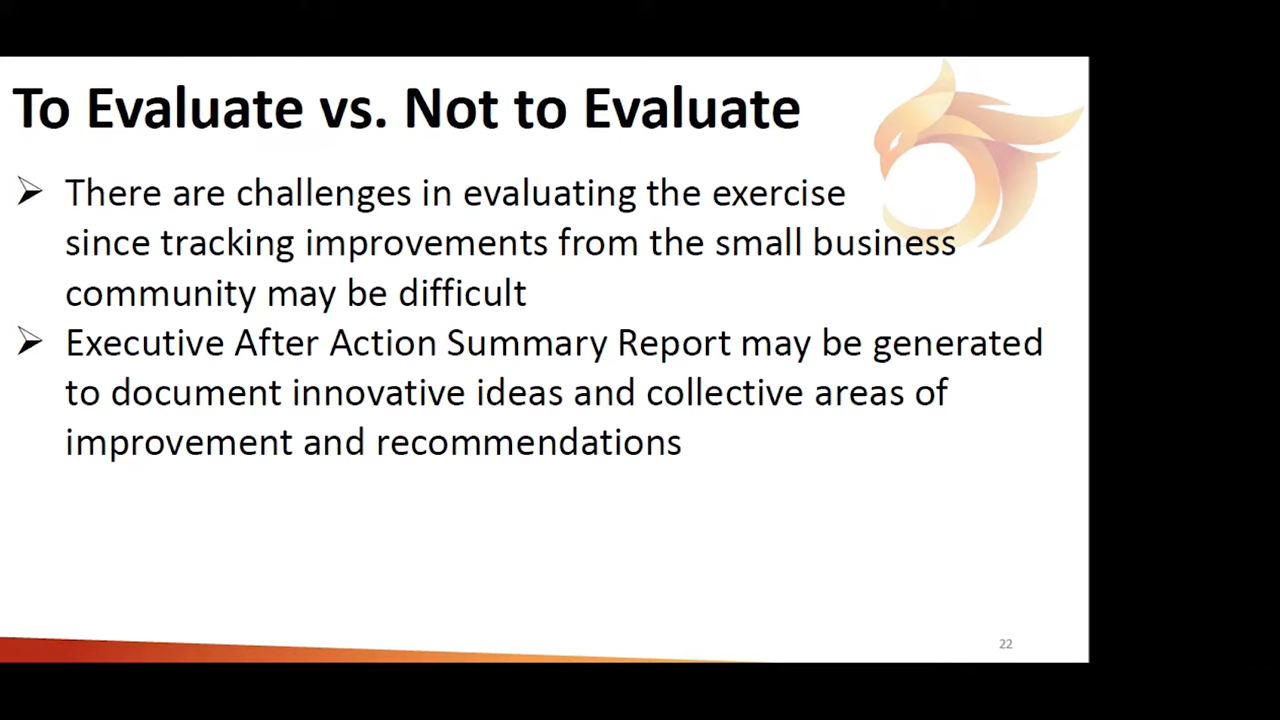 To Evaluate vs. Not to Evaluate
➢ There are challenges in evaluating the exercise
since tracking improvements from the small business
community may be difficult
➢ Executive After Action Summary Report may be generated
to document innovative ideas and collective areas of
improvement and recommendations
22